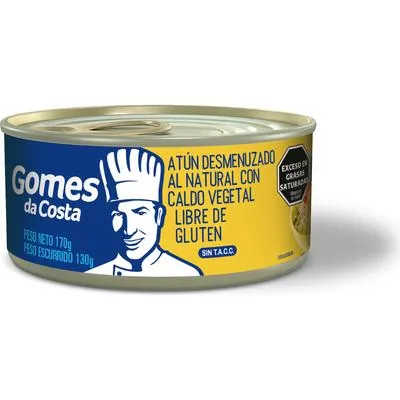 Gomes
da Costa
PESO NETO 170g
PESO ESCURRIDO 130g
ATÚN DESMENUZADO
AL NATURAL CON
CALDO VEGETAL
LIBRE DE
GLUTEN
SIN T.A.C.C.
EXCESO EN
GRASAS
SATURADAS